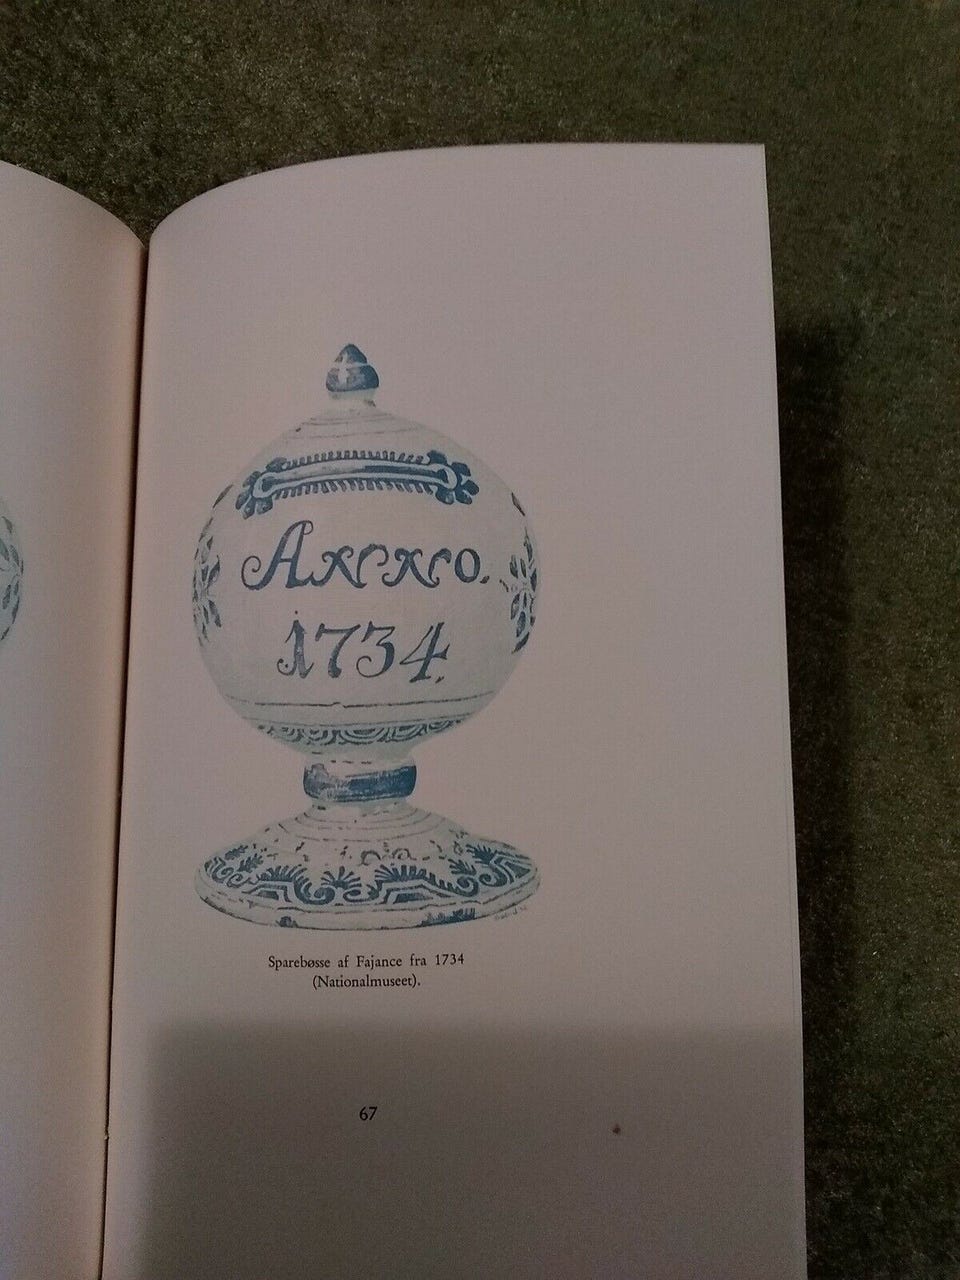 Anno.
1734.
Sparebøsse af Fajance fra 1734
(Nationalmuseet).
67